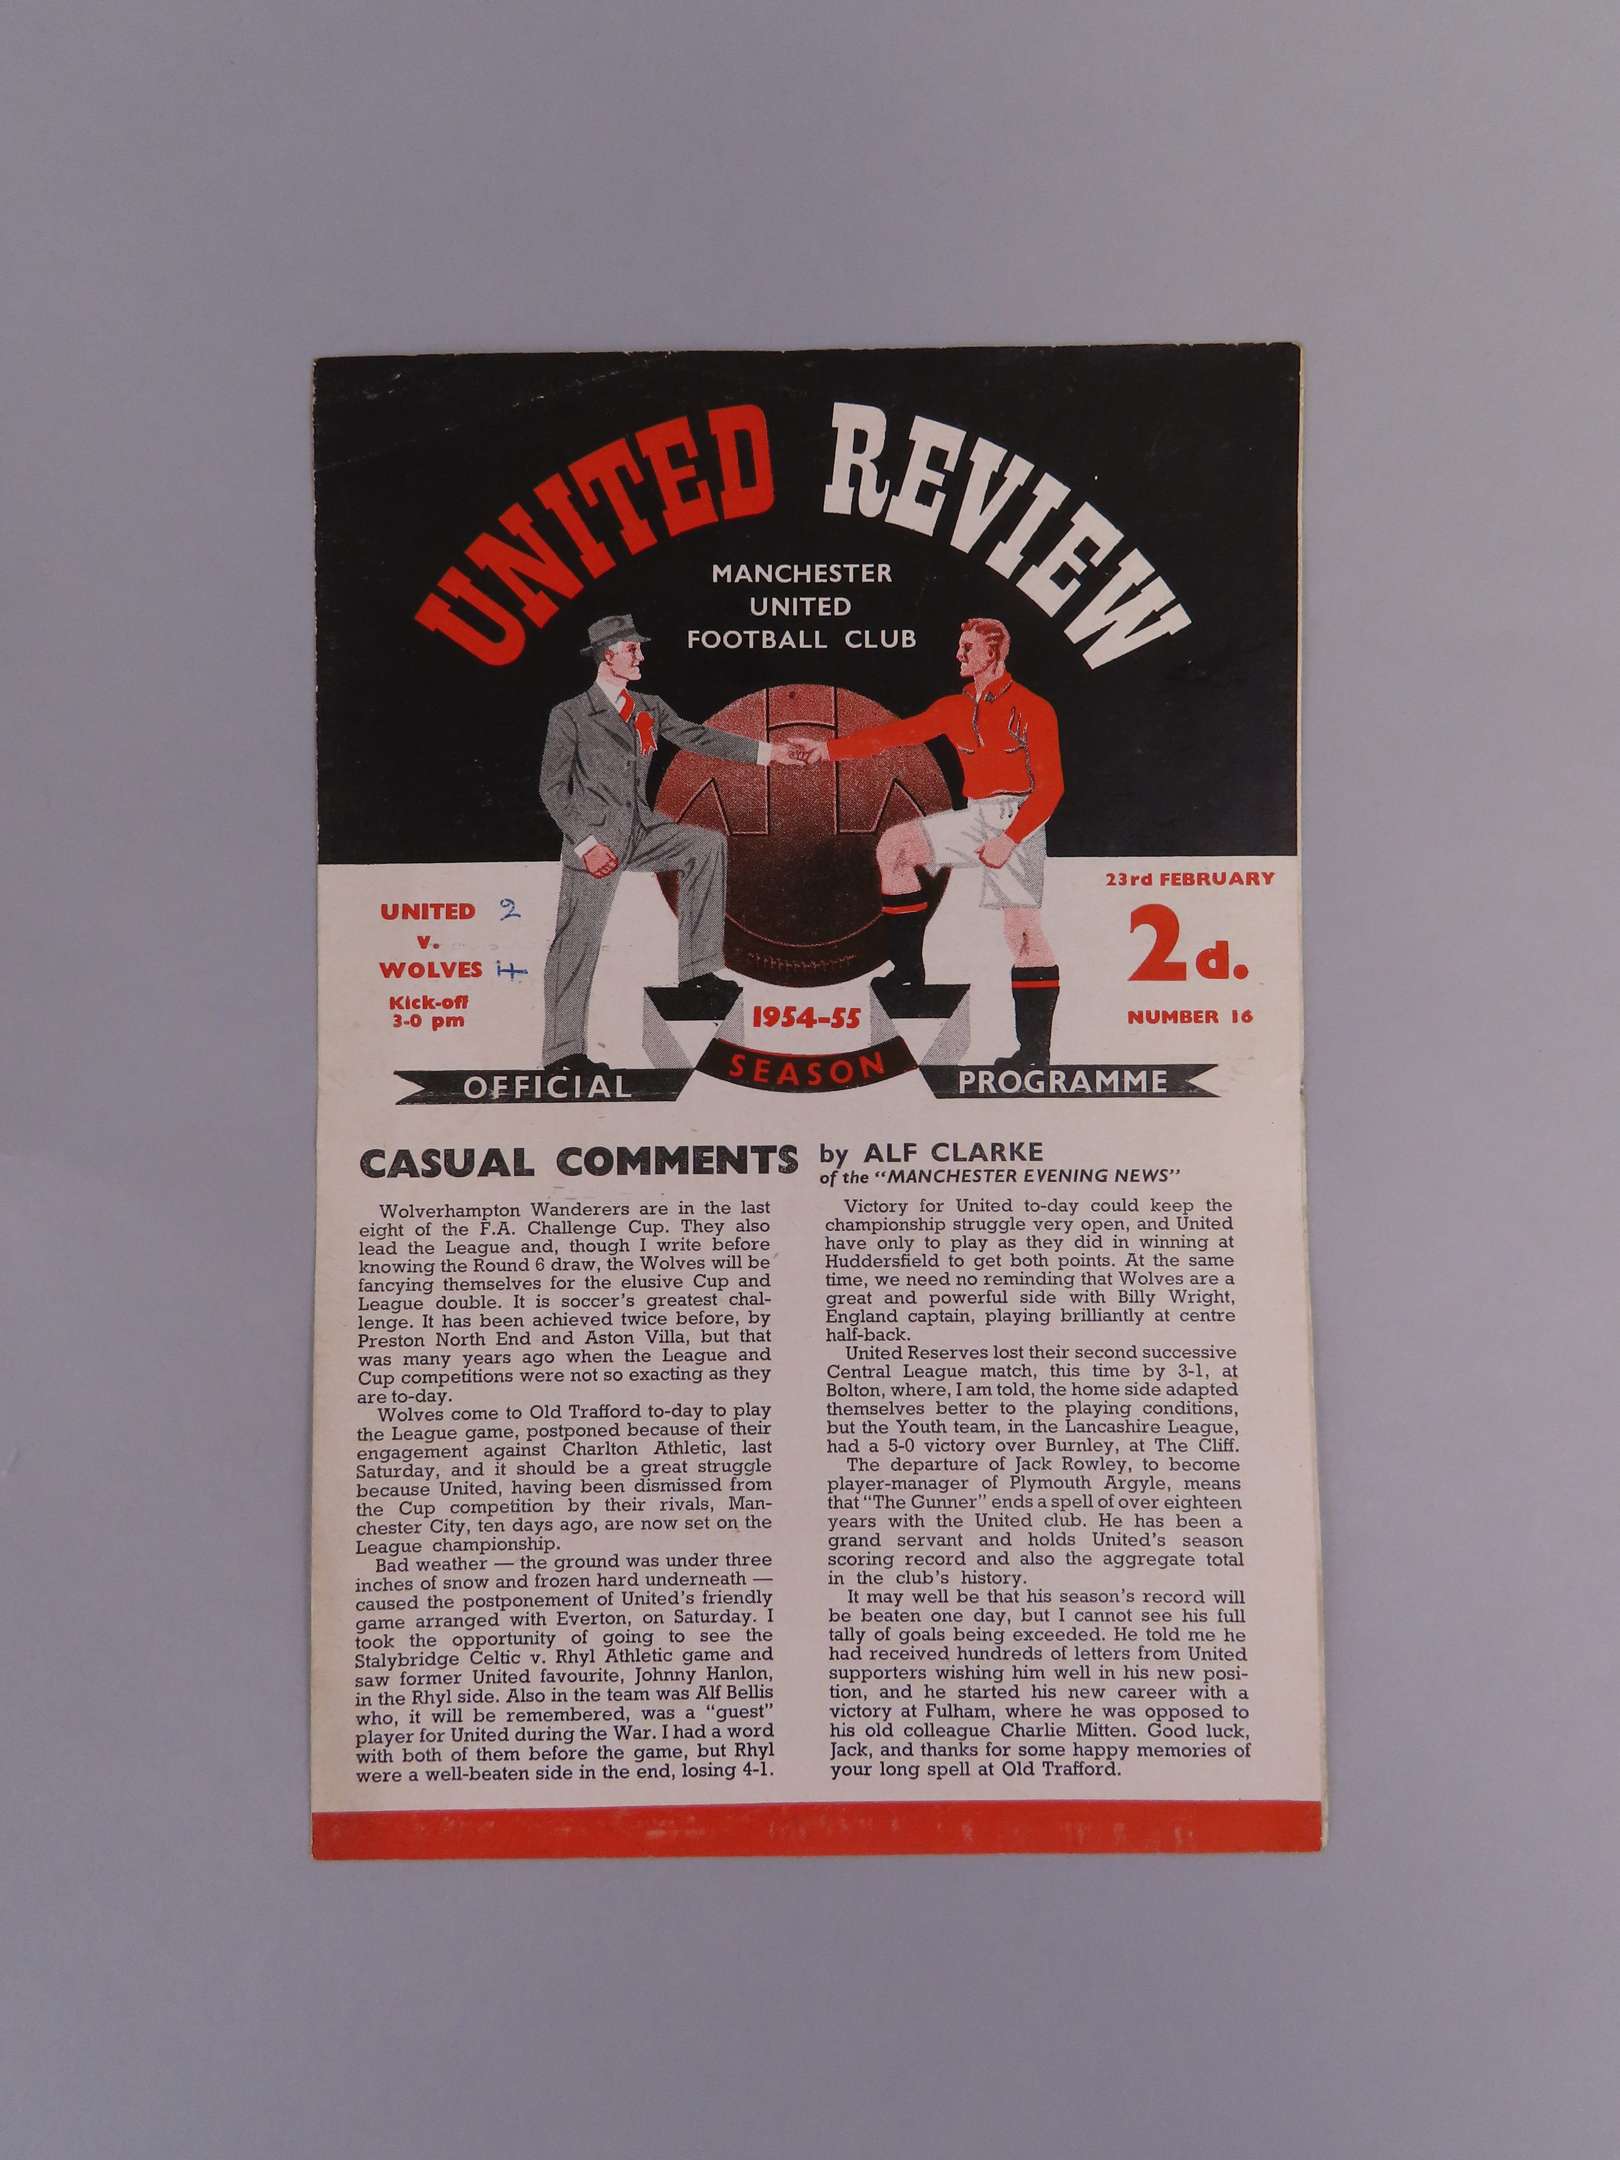 UNITED REVIEW
MANCHESTER
UNITED
FOOTBALL CLUB
UNITED 2
v.
WOLVES 4
Kick-off
3-0 pm
23rd FEBRUARY
2d.
NUMBER 16
1954-55
SEASON
OFFICIAL PROGRAMME
CASUAL COMMENTS by ALF CLARKE
of the "MANCHESTER EVENING NEWS"
Wolverhampton Wanderers are in the last
eight of the F.A. Challenge Cup. They also
lead the League and, though I write before
knowing the Round 6 draw, the Wolves will be
fancying themselves for the elusive Cup and
League double. It is soccer's greatest chal-
lenge. It has been achieved twice before, by
Preston North End and Aston Villa, but that
was many years ago when the League and
Cup competitions were not so exacting as they
are to-day.
Wolves come to Old Trafford to-day to play
the League game, postponed because of their
engagement against Charlton Athletic, last
Saturday, and it should be a great struggle
because United, having been dismissed from
the Cup competition by their rivals, Man-
chester City, ten days ago, are now set on the
League championship.
Bad weather — the ground was under three
inches of snow and frozen hard underneath —
caused the postponement of United's friendly
game arranged with Everton, on Saturday. I
took the opportunity of going to see the
Stalybridge Celtic v. Rhyl Athletic game and
saw former United favourite, Johnny Hanlon,
in the Rhyl side. Also in the team was Alf Bellis
who, it will be remembered, was a "guest"
player for United during the War. I had a word
with both of them before the game, but Rhyl
were a well-beaten side in the end, losing 4-1.
Victory for United to-day could keep the
championship struggle very open, and United
have only to play as they did in winning at
Huddersfield to get both points. At the same
time, we need no reminding that Wolves are a
great and powerful side with Billy Wright,
England captain, playing brilliantly at centre
half-back.
United Reserves lost their second successive
Central League match, this time by 3-1, at
Bolton, where, I am told, the home side adapted
themselves better to the playing conditions,
but the Youth team, in the Lancashire League,
had a 5-0 victory over Burnley, at The Cliff.
The departure of Jack Rowley, to become
player-manager of Plymouth Argyle, means
that "The Gunner" ends a spell of over eighteen
years with the United club. He has been a
grand servant and holds United's season
scoring record and also the aggregate total
in the club's history.
It may well be that his season's record will
be beaten one day, but I cannot see his full
tally of goals being exceeded. He told me he
had received hundreds of letters from United
supporters wishing him well in his new posi-
tion, and he started his new career with a
victory at Fulham, where he was opposed to
his old colleague Charlie Mitten. Good luck,
Jack, and thanks for some happy memories of
your long spell at Old Trafford.